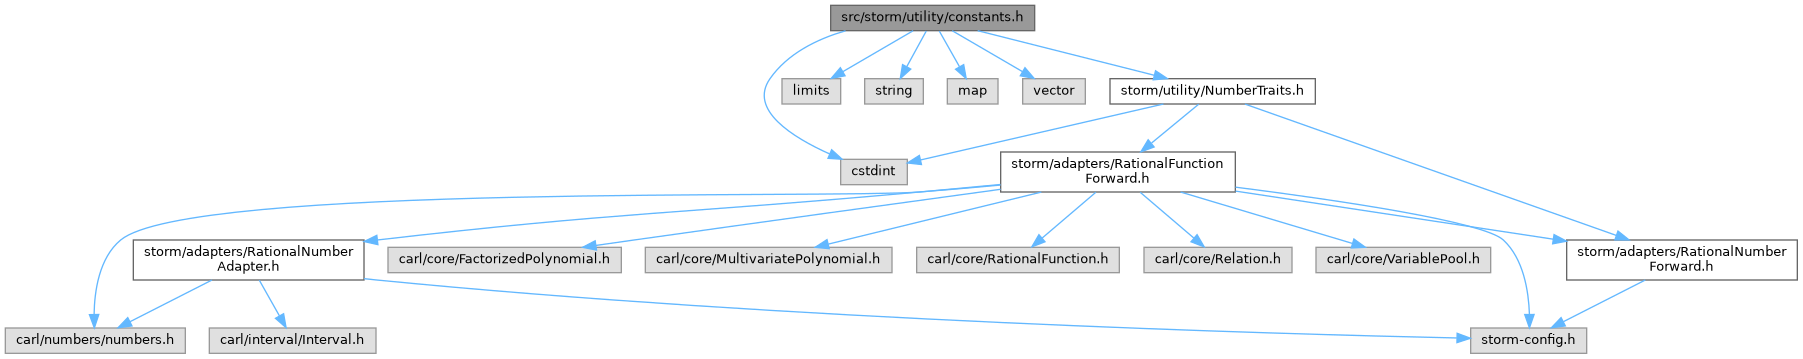 src/storm/utility/constants.h
limits
string
map
vector
storm/utility/NumberTraits.h
cstdint
storm/adapters/RationalFunction
Forward.h
storm/adapters/RationalNumber
Adapter.h
carl/core/FactorizedPolynomial.h
carl/core/MultivariatePolynomial.h
carl/core/RationalFunction.h
carl/core/Relation.h
carl/core/VariablePool.h
storm/adapters/RationalNumber
Forward.h
carl/numbers/numbers.h
carl/interval/Interval.h
storm-config.h